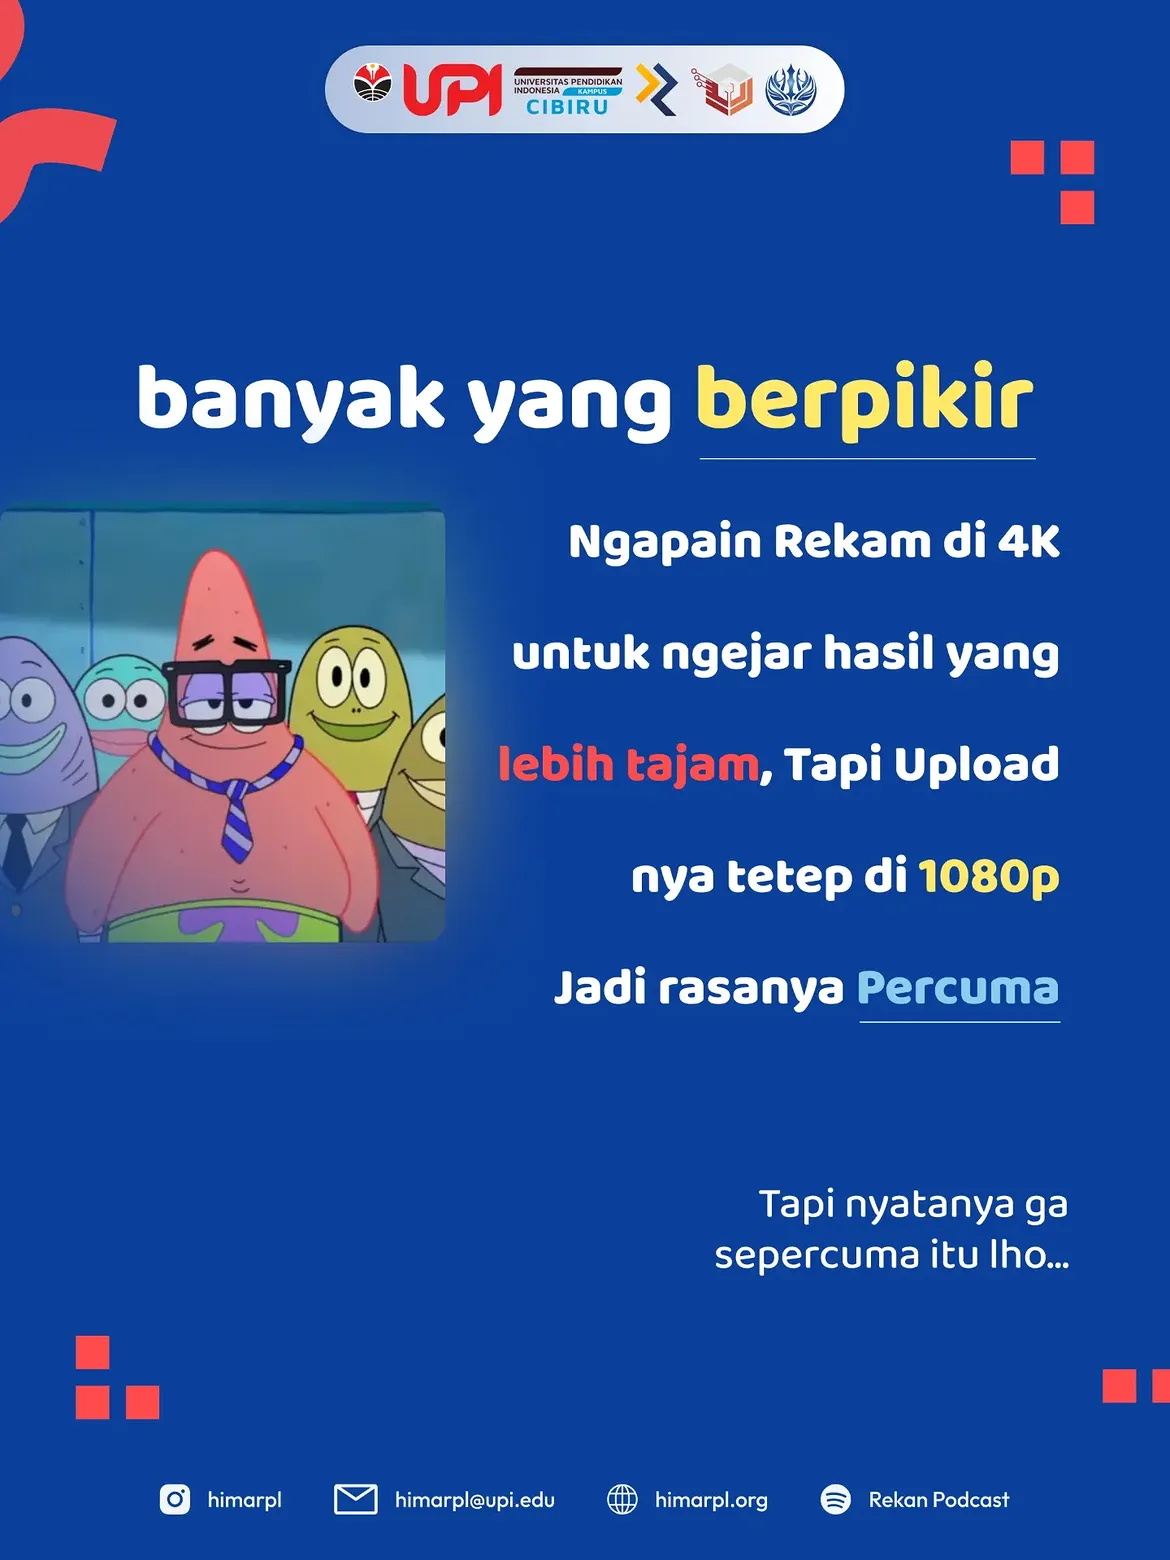 UPI
UNIVERSITAS PENDIDIKAN
INDONESIA KAMPUS
CIBIRU
banyak yang berpikir
Ngapain Rekam di 4K
untuk ngejar hasil yang
lebih tajam, Tapi Upload
nya tetep di 1080p
Jadi rasanya Percuma
Tapi nyatanya ga
sepercuma itu lho...
himarpl
himarpl@upi.edu
himarpl.org
Rekan Podcast